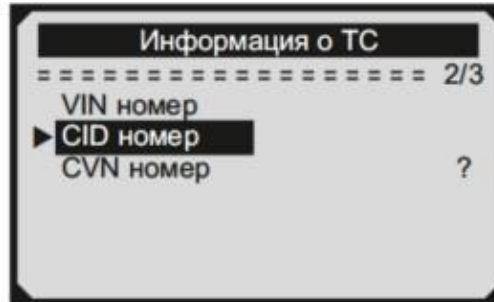 Информация о ТС
= = = = = = = = = = = = = = = = = = 2/3
VIN номер
▶ CID номер
CVN номер ?